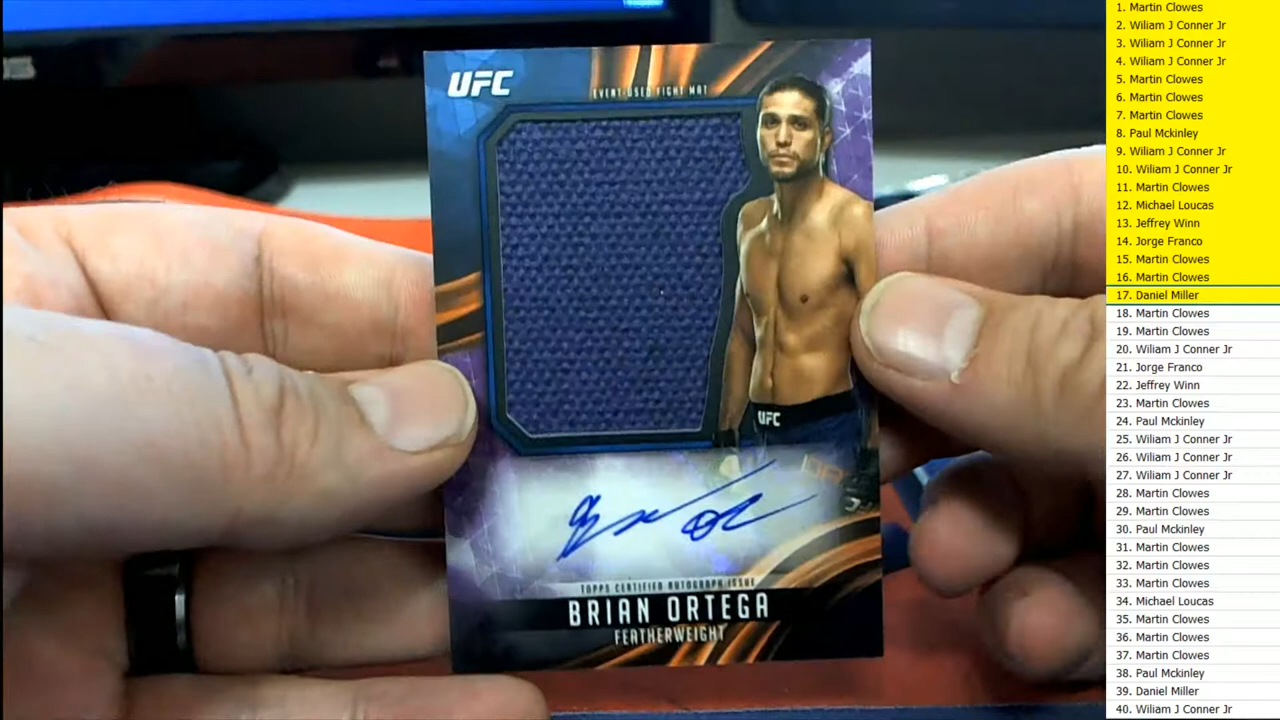 UFC
EVENT-USED FIGHT MAT
UFC
TOPPS CERTIFIED AUTOGRAPH ISSUE
BRIAN ORTEGA
FEATHERWEIGHT
1. Martin Clowes
2. Wiliam J Conner Jr
3. Wiliam J Conner Jr
4. Wiliam J Conner Jr
5. Martin Clowes
6. Martin Clowes
7. Martin Clowes
8. Paul Mckinley
9. Wiliam J Conner Jr
10. Wiliam J Conner Jr
11. Martin Clowes
12. Michael Loucas
13. Jeffrey Winn
14. Jorge Franco
15. Martin Clowes
16. Martin Clowes
17. Daniel Miller
18. Martin Clowes
19. Martin Clowes
20. Wiliam J Conner Jr
21. Jorge Franco
22. Jeffrey Winn
23. Martin Clowes
24. Paul Mckinley
25. Wiliam J Conner Jr
26. Wiliam J Conner Jr
27. Wiliam J Conner Jr
28. Martin Clowes
29. Martin Clowes
30. Paul Mckinley
31. Martin Clowes
32. Martin Clowes
33. Martin Clowes
34. Michael Loucas
35. Martin Clowes
36. Martin Clowes
37. Martin Clowes
38. Paul Mckinley
39. Daniel Miller
40. Wiliam J Conner Jr